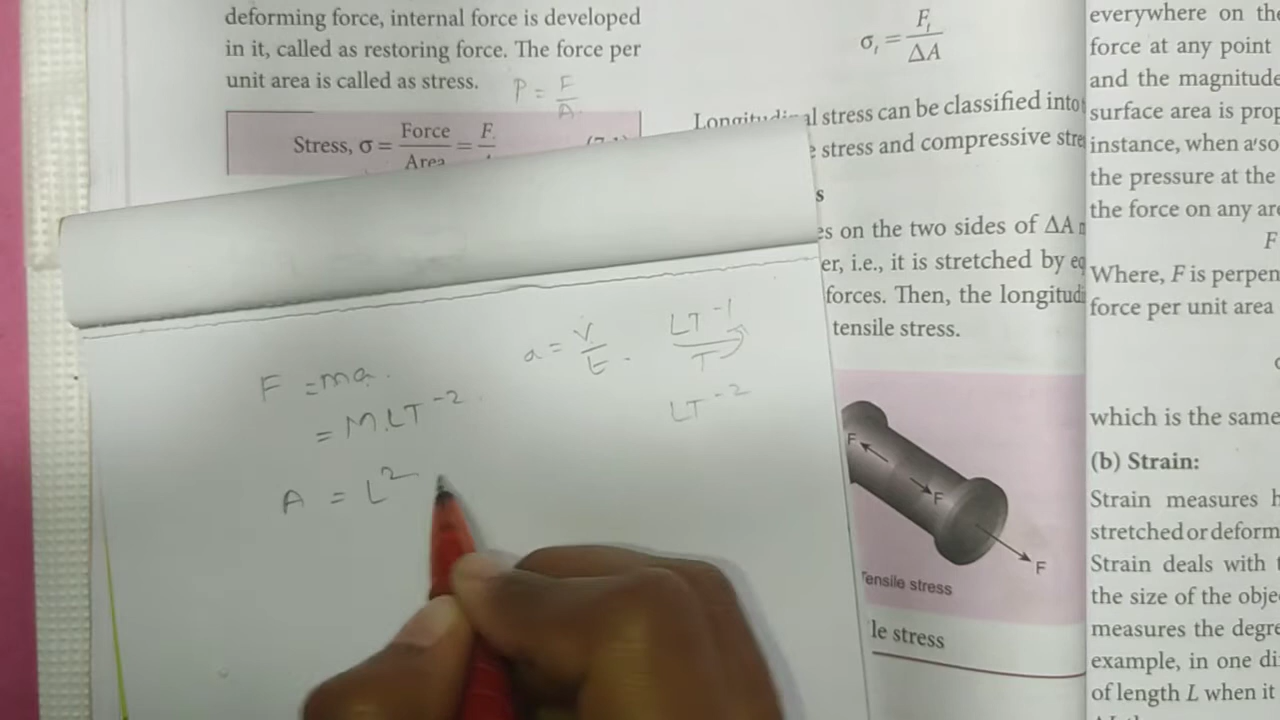 deforming force, internal force is developed
in it, called as restoring force. The force per
unit area is called as stress.
P = F/A
Stress, σ = Force/Area = F/
F = ma.
= M.LT⁻²
A = L²
a = V/t.
LT⁻¹/T
LT⁻²
σₗ = Fₗ/ΔA
Longitudinal stress can be classified into
stress and compressive stre
s
es on the two sides of ΔA
er, i.e., it is stretched by eq
forces. Then, the longitudi
tensile stress.
F
F
F
Tensile stress
le stress
everywhere on the
force at any point
and the magnitude
surface area is prop
instance, when a so
the pressure at the
the force on any are
F
Where, F is perpen
force per unit area
which is the same
(b) Strain:
Strain measures h
stretched or deform
Strain deals with t
the size of the obje
measures the degre
example, in one di
of length L when it